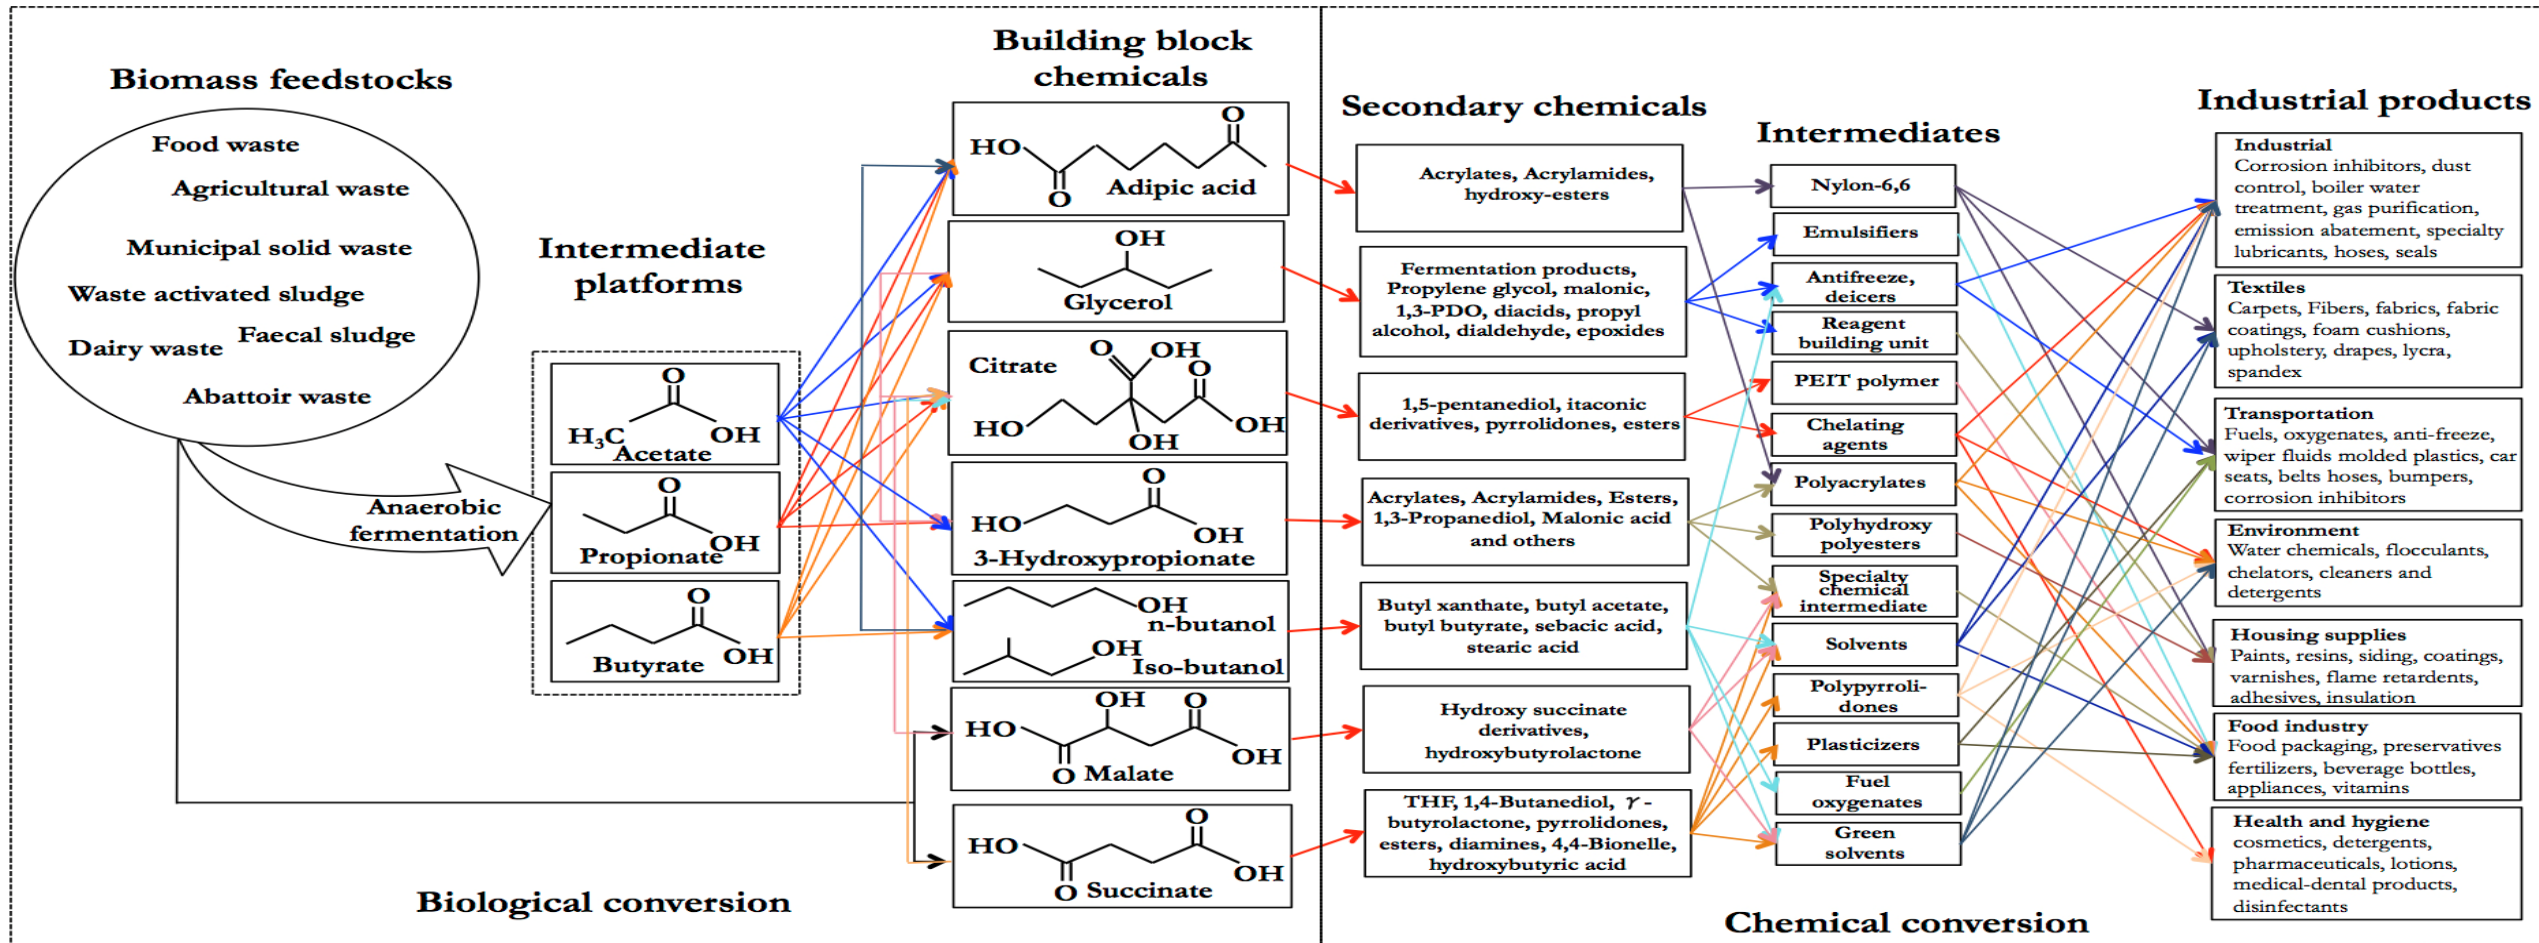 Biomass feedstocks
Food waste
Agricultural waste
Municipal solid waste
Waste activated sludge
Faecal sludge
Dairy waste
Abattoir waste
Anaerobic
fermentation
Intermediate
platforms
O
H₃C
OH
Acetate
O
Propionate
OH
O
Butyrate
OH
Building block
chemicals
O
HO
O
Adipic acid
OH
Glycerol
Citrate
O
OH
O
HO
OH
OH
O
HO
OH
3-Hydroxypropionate
OH
n-butanol
OH
Iso-butanol
OH
O
HO
O
Malate
OH
O
HO
O
Succinate
OH
Biological conversion
Secondary chemicals
Acrylates, Acrylamides,
hydroxy-esters
Fermentation products,
Propylene glycol, malonic,
1,3-PDO, diacids, propyl
alcohol, dialdehyde, epoxides
1,5-pentanediol, itaconic
derivatives, pyrrolidones, esters
Acrylates, Acrylamides, Esters,
1,3-Propanediol, Malonic acid
and others
Butyl xanthate, butyl acetate,
butyl butyrate, sebacic acid,
stearic acid
Hydroxy succinate
derivatives,
hydroxybutyrolactone
THF, 1,4-Butanediol, γ -
butyrolactone, pyrrolidones,
esters, diamines, 4,4-Bionelle,
hydroxybutyric acid
Intermediates
Nylon-6,6
Emulsifiers
Antifreeze,
deicers
Reagent
building unit
PEIT polymer
Chelating
agents
Polyacrylates
Polyhydroxy
polyesters
Specialty
chemical
intermediate
Solvents
Polypyrroli-
dones
Plasticizers
Fuel
oxygenates
Green
solvents
Industrial products
Industrial
Corrosion inhibitors, dust
control, boiler water
treatment, gas purification,
emission abatement, specialty
lubricants, hoses, seals
Textiles
Carpets, Fibers, fabrics, fabric
coatings, foam cushions,
upholstery, drapes, lycra,
spandex
Transportation
Fuels, oxygenates, anti-freeze,
wiper fluids molded plastics, car
seats, belts hoses, bumpers,
corrosion inhibitors
Environment
Water chemicals, flocculants,
chelators, cleaners and
detergents
Housing supplies
Paints, resins, siding, coatings,
varnishes, flame retardents,
adhesives, insulation
Food industry
Food packaging, preservatives
fertilizers, beverage bottles,
appliances, vitamins
Health and hygiene
cosmetics, detergents,
pharmaceuticals, lotions,
medical-dental products,
disinfectants
Chemical conversion